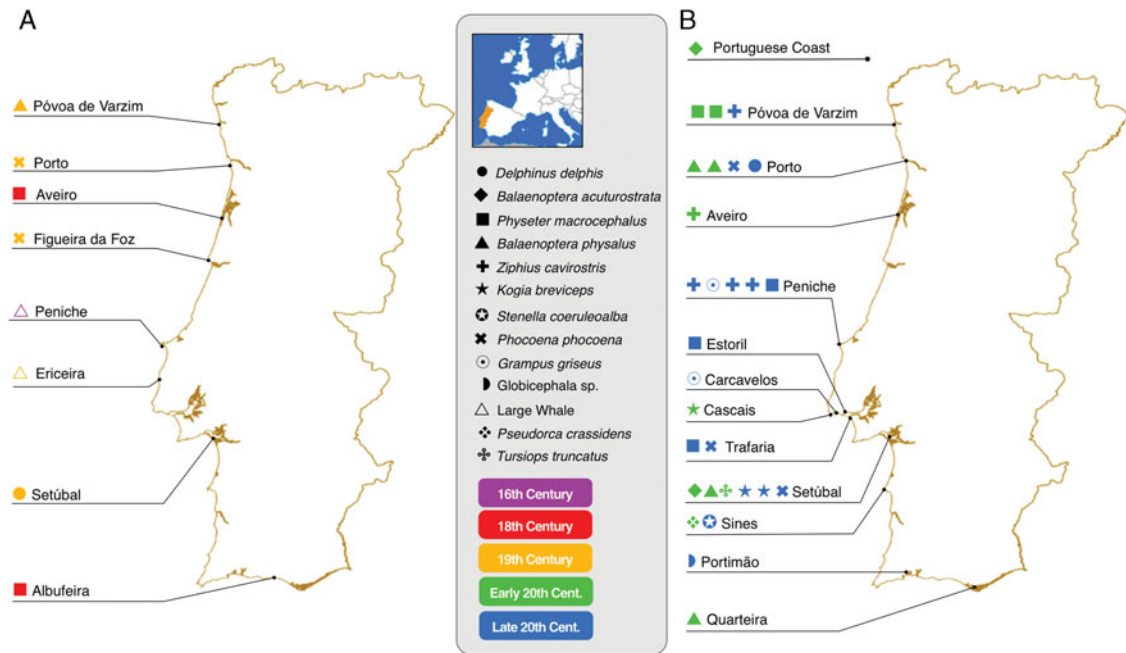 A
Póvoa de Varzim
Porto
Aveiro
Figueira da Foz
Peniche
Ericeira
Setúbal
Albufeira
Delphinus delphis
Balaenoptera acuturostrata
Physeter macrocephalus
Balaenoptera physalus
Ziphius cavirostris
Kogia breviceps
Stenella coeruleoalba
Phocoena phocoena
Grampus griseus
Globicephala sp.
Large Whale
Pseudorca crassidens
Tursiops truncatus
16th Century
18th Century
19th Century
Early 20th Cent.
Late 20th Cent.
B
Portuguese Coast
Póvoa de Varzim
Porto
Aveiro
Peniche
Estoril
Carcavelos
Cascais
Trafaria
Setúbal
Sines
Portimão
Quarteira